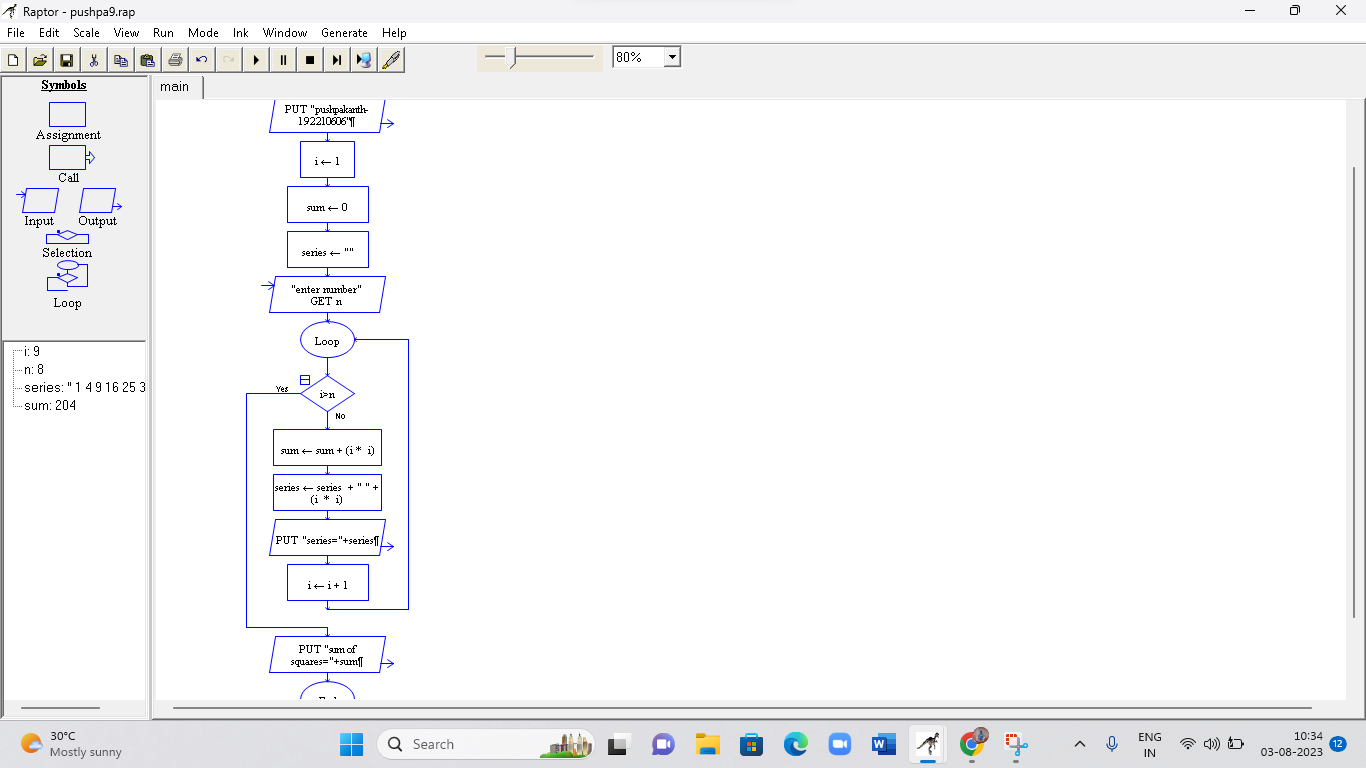 Raptor - pushpa9.rap
File Edit Scale View Run Mode Ink Window Generate Help
80%
Symbols
main
Assignment
Call
Input Output
Selection
Loop
i: 9
n: 8
series: " 1 4 9 16 25 3
sum: 204
PUT "pushpakanth-
192210606"¶
i ← 1
sum ← 0
series ← ""
"enter number"
GET n
Loop
Yes
i>n
No
sum ← sum + (i * i)
series ← series + " " +
(i * i)
PUT "series="+series¶
i ← i + 1
PUT "sum of
squares="+sum¶
30°C
Mostly sunny
Search
ENG
IN
10:34
03-08-2023
12